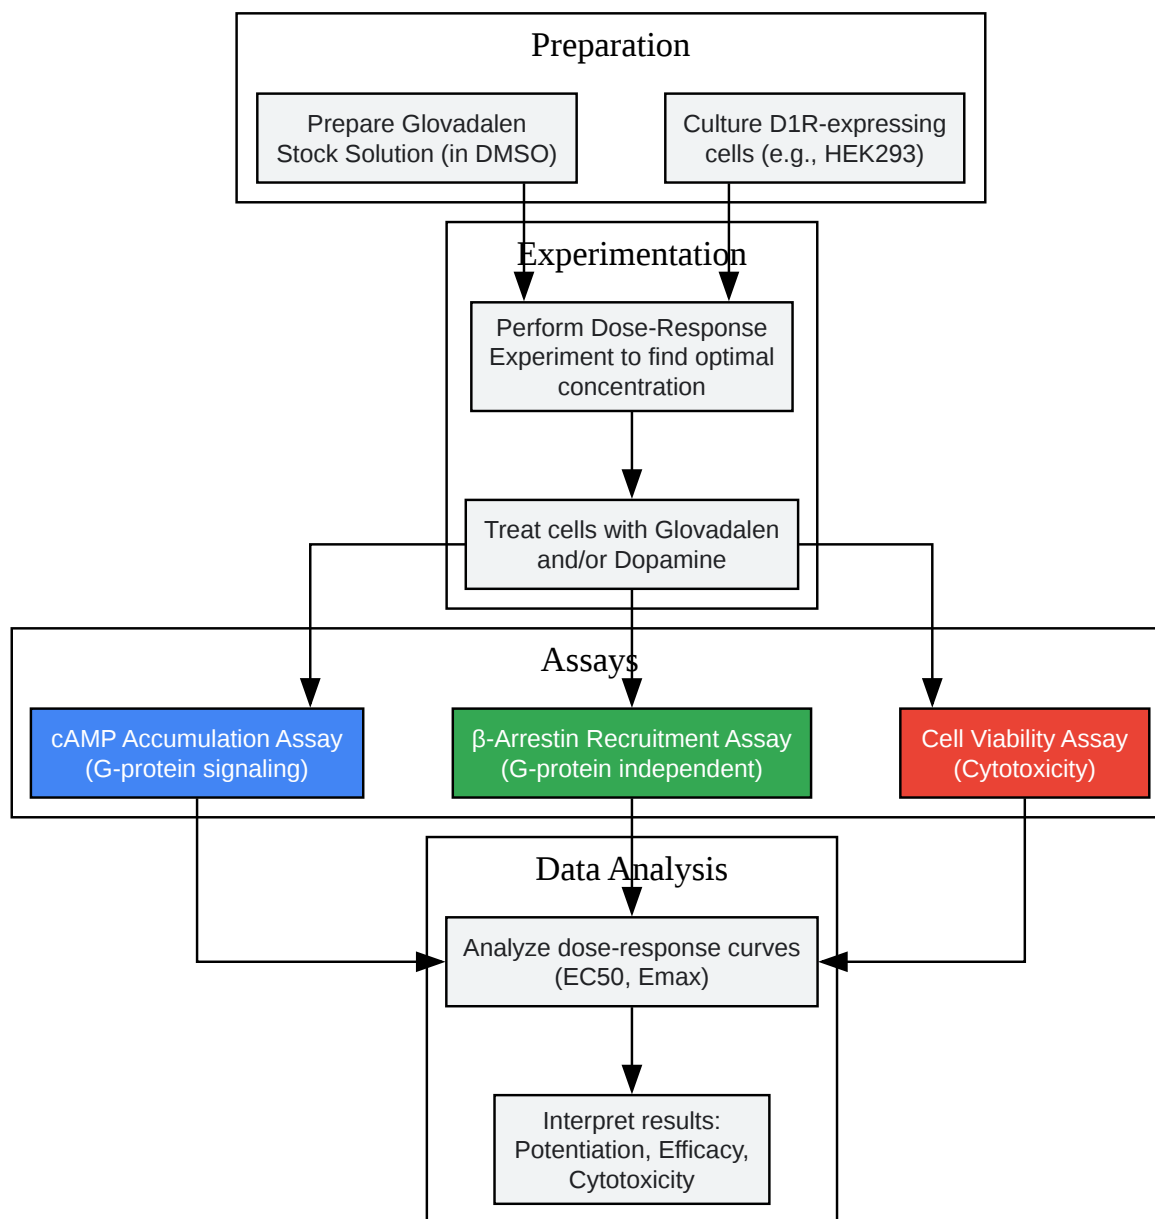 Preparation
Prepare Glovadalen
Stock Solution (in DMSO)
Culture D1R-expressing
cells (e.g., HEK293)
Experimentation
Perform Dose-Response
Experiment to find optimal
concentration
Treat cells with Glovadalen
and/or Dopamine
Assays
cAMP Accumulation Assay
(G-protein signaling)
β-Arrestin Recruitment Assay
(G-protein independent)
Cell Viability Assay
(Cytotoxicity)
Data Analysis
Analyze dose-response curves
(EC50, Emax)
Interpret results:
Potentiation, Efficacy,
Cytotoxicity